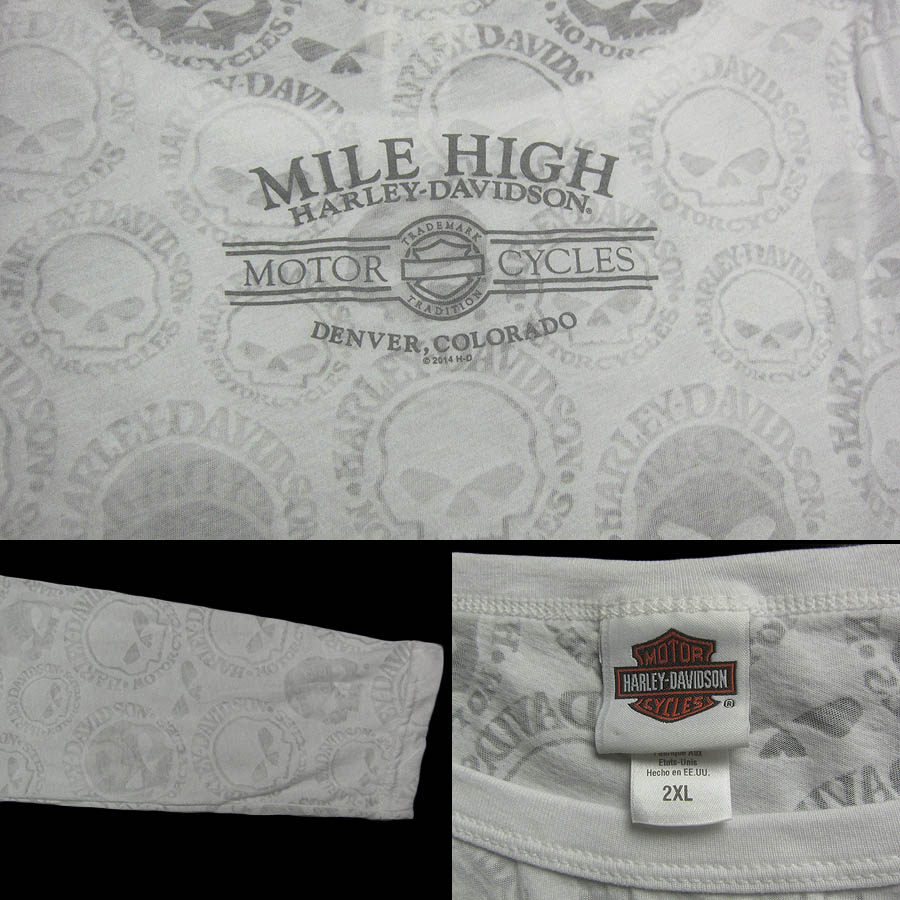 MILE HIGH
HARLEY-DAVIDSON®
TRADEMARK
MOTOR CYCLES
TRADITION
DENVER, COLORADO
© 2014 H-D
HARLEY-DAVIDSON
MOTORCYCLES
MOTOR
HARLEY-DAVIDSON
CYCLES ®
Etats-Unis
Hecho en EE.UU.
2XL